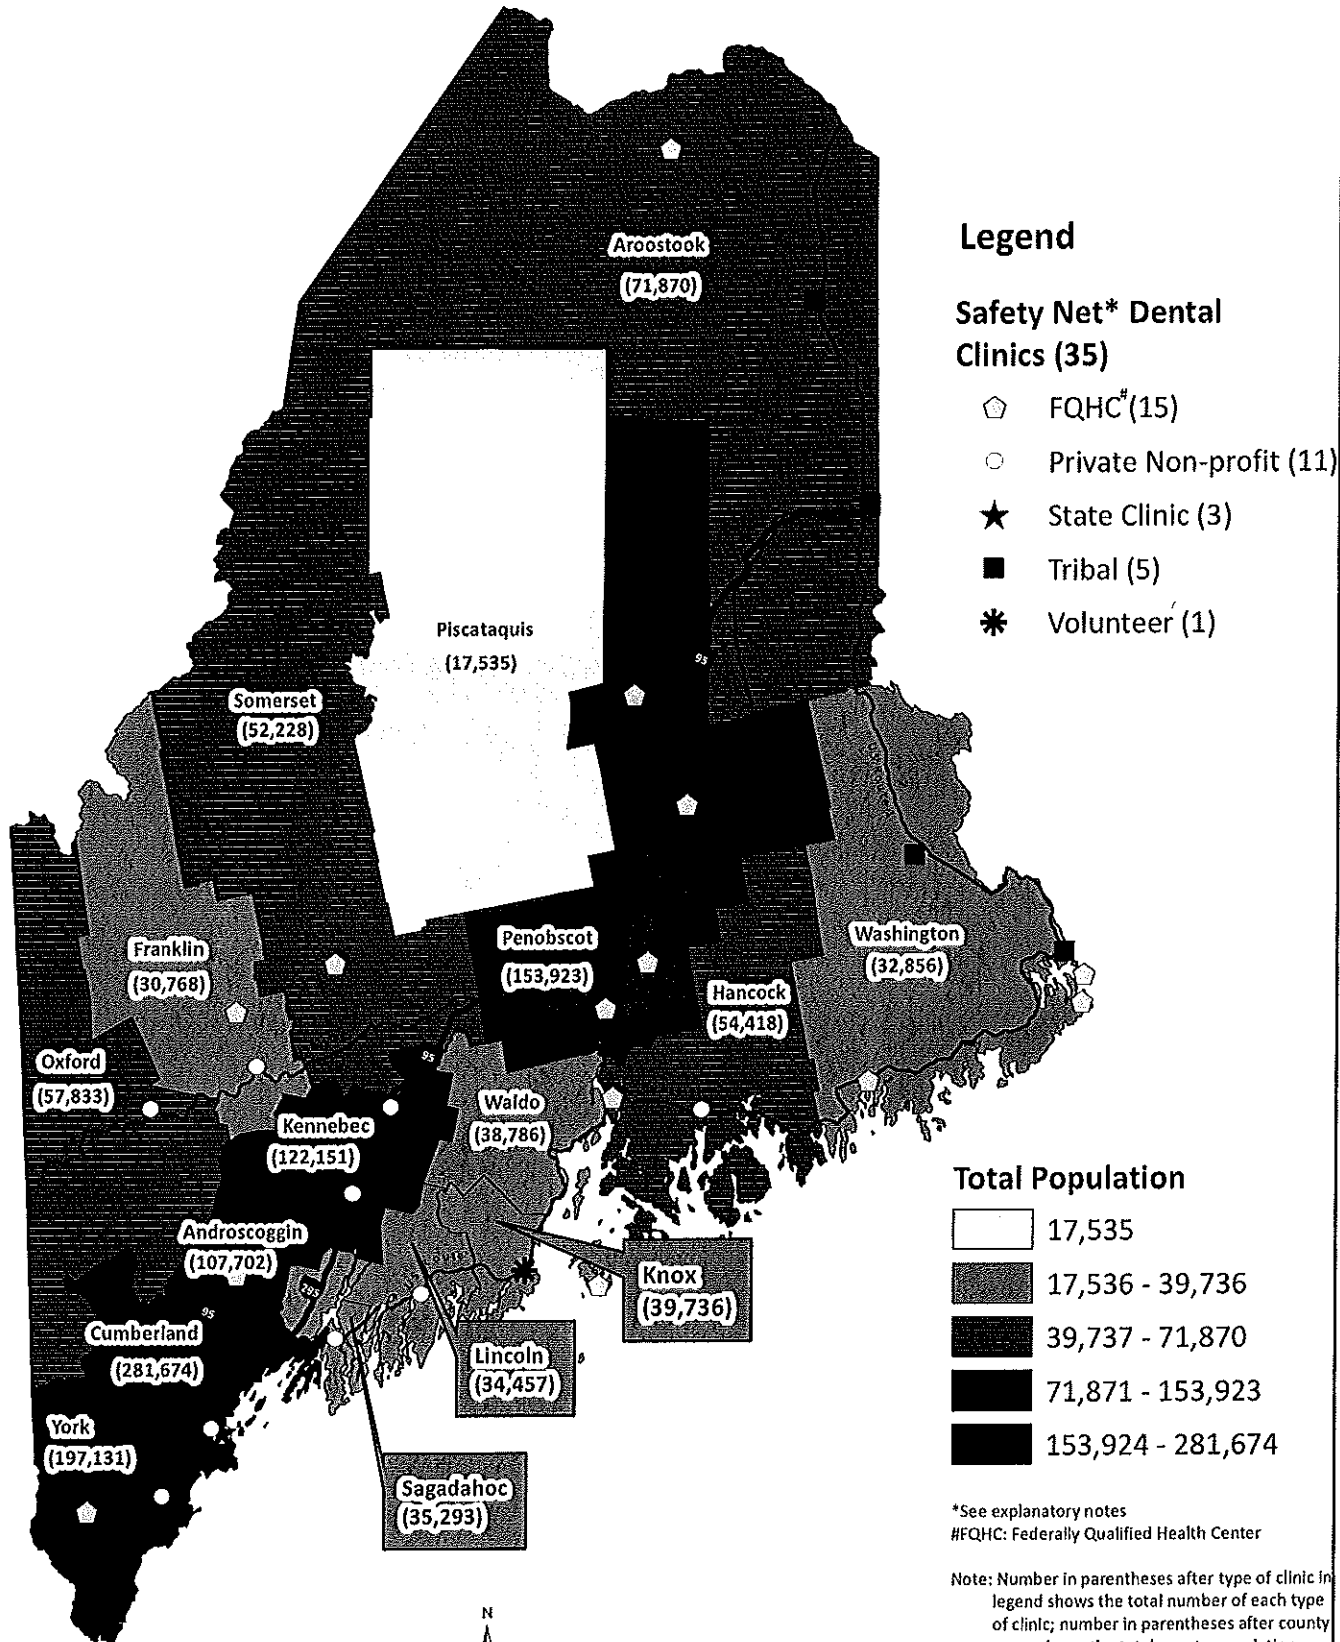 Aroostook
(71,870)
Legend
Safety Net* Dental
Clinics (35)
FQHC#(15)
Private Non-profit (11)
State Clinic (3)
Tribal (5)
Volunteer (1)
Piscataquis
(17,535)
95
Somerset
(52,228)
Franklin
(30,768)
Penobscot
(153,923)
Washington
(32,856)
Hancock
(54,418)
Oxford
(57,833)
95
Waldo
(38,786)
Kennebec
(122,151)
Androscoggin
(107,702)
295
95
Cumberland
(281,674)
Knox
(39,736)
Lincoln
(34,457)
York
(197,131)
Sagadahoc
(35,293)
Total Population
17,535
17,536 - 39,736
39,737 - 71,870
71,871 - 153,923
153,924 - 281,674
*See explanatory notes
#FQHC: Federally Qualified Health Center
Note: Number in parentheses after type of clinic in
legend shows the total number of each type
of clinic; number in parentheses after county
N